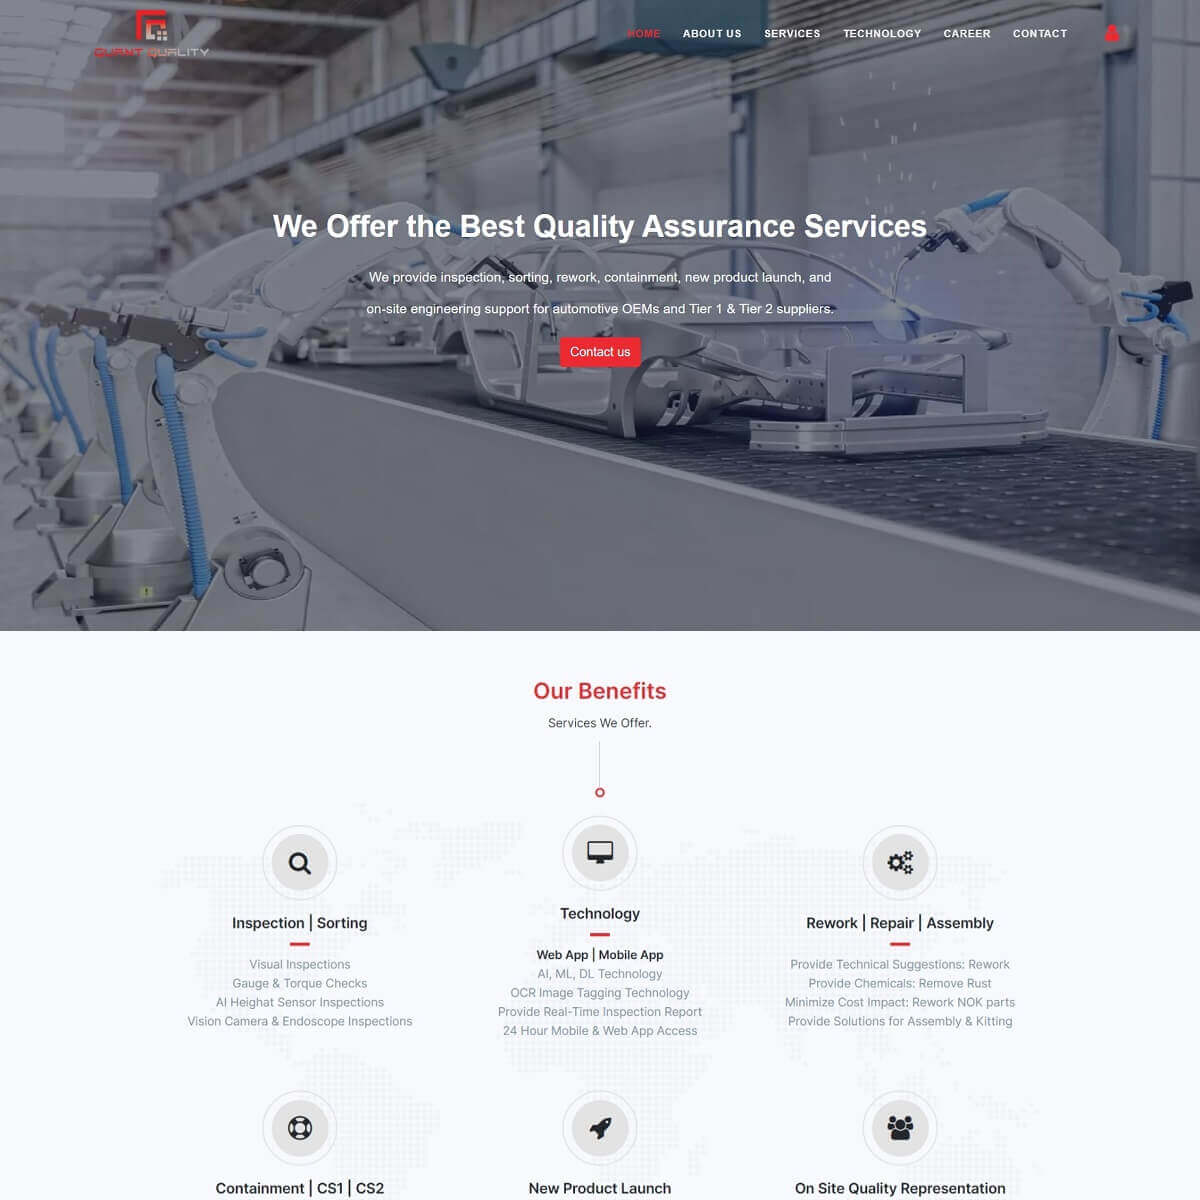 QUENT QUALITY
HOME ABOUT US SERVICES TECHNOLOGY CAREER CONTACT
We Offer the Best Quality Assurance Services
We provide inspection, sorting, rework, containment, new product launch, and
on-site engineering support for automotive OEMs and Tier 1 & Tier 2 suppliers.
Contact us
Our Benefits
Services We Offer.
Inspection | Sorting
Visual Inspections
Gauge & Torque Checks
AI Heighat Sensor Inspections
Vision Camera & Endoscope Inspections
Technology
Web App | Mobile App
AI, ML, DL Technology
OCR Image Tagging Technology
Provide Real-Time Inspection Report
24 Hour Mobile & Web App Access
Rework | Repair | Assembly
Provide Technical Suggestions: Rework
Provide Chemicals: Remove Rust
Minimize Cost Impact: Rework NOK parts
Provide Solutions for Assembly & Kitting
Containment | CS1 | CS2
New Product Launch
On Site Quality Representation